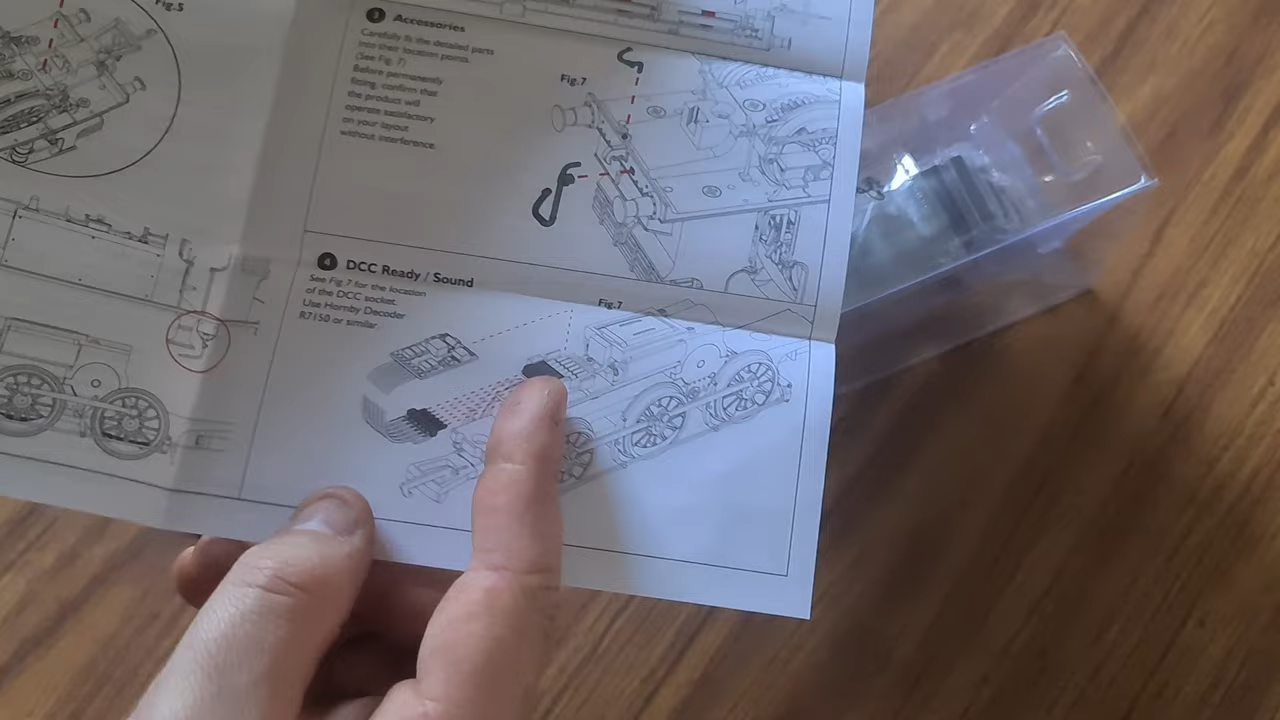 Fig.5
3 Accessories
Carefully fit the detailed parts
into their location points.
(See Fig. 7)
Before permanently
fixing, confirm that
the product will
operate satisfactory
on your layout
without interference.
Fig.7
4 DCC Ready / Sound
See Fig.7 for the location
of the DCC socket.
Use Hornby Decoder
R7150 or similar
Fig.7